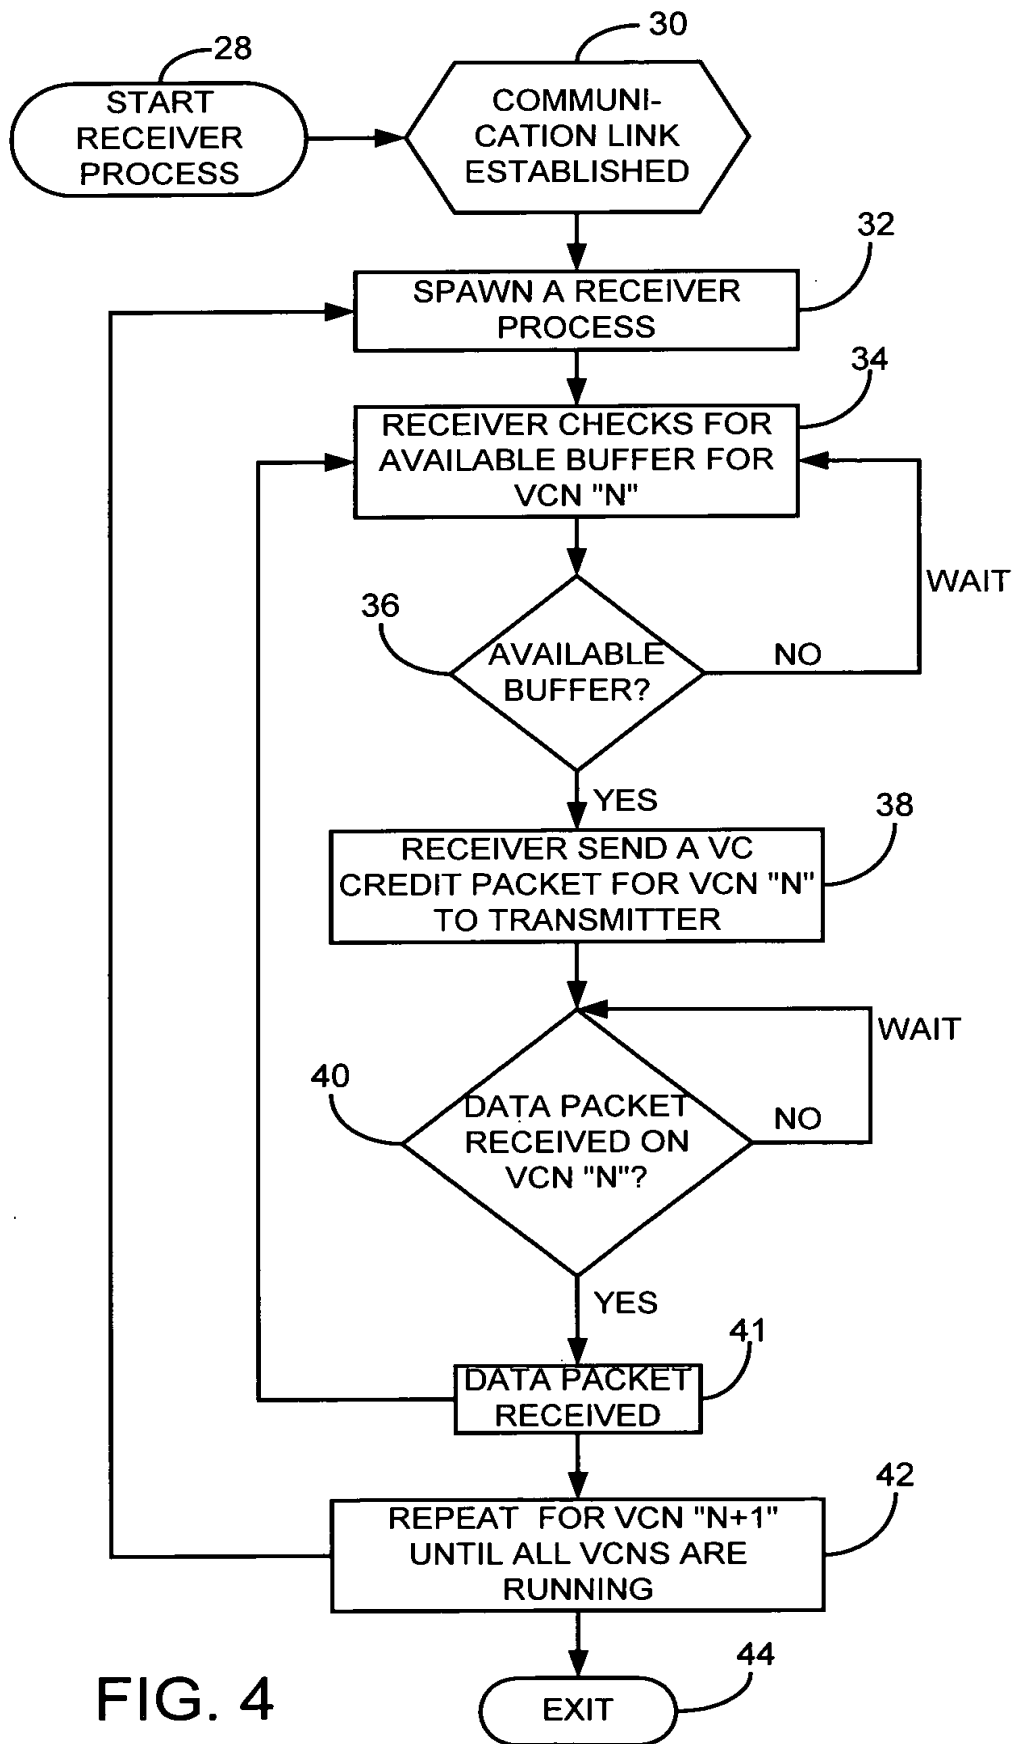 28
START
RECEIVER
PROCESS
30
COMMUNI-
CATION LINK
ESTABLISHED
32
SPAWN A RECEIVER
PROCESS
34
RECEIVER CHECKS FOR
AVAILABLE BUFFER FOR
VCN "N"
WAIT
36
AVAILABLE
BUFFER?
NO
YES
38
RECEIVER SEND A VC
CREDIT PACKET FOR VCN "N"
TO TRANSMITTER
WAIT
40
DATA PACKET
RECEIVED ON
VCN "N"?
NO
YES
41
DATA PACKET
RECEIVED
42
REPEAT FOR VCN "N+1"
UNTIL ALL VCNS ARE
RUNNING
44
EXIT
FIG. 4